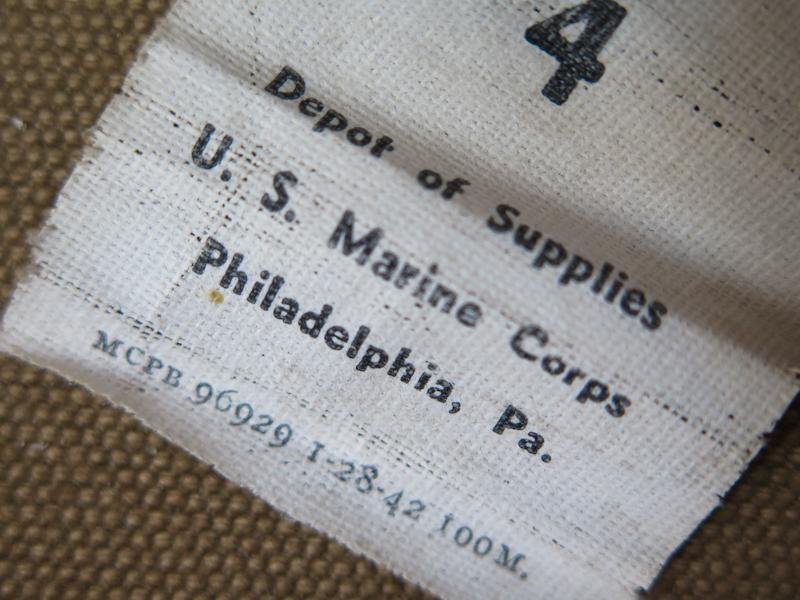 4
Depot of Supplies
U. S. Marine Corps
Philadelphia, Pa.
MCPB 96929 1-28-42 100M.